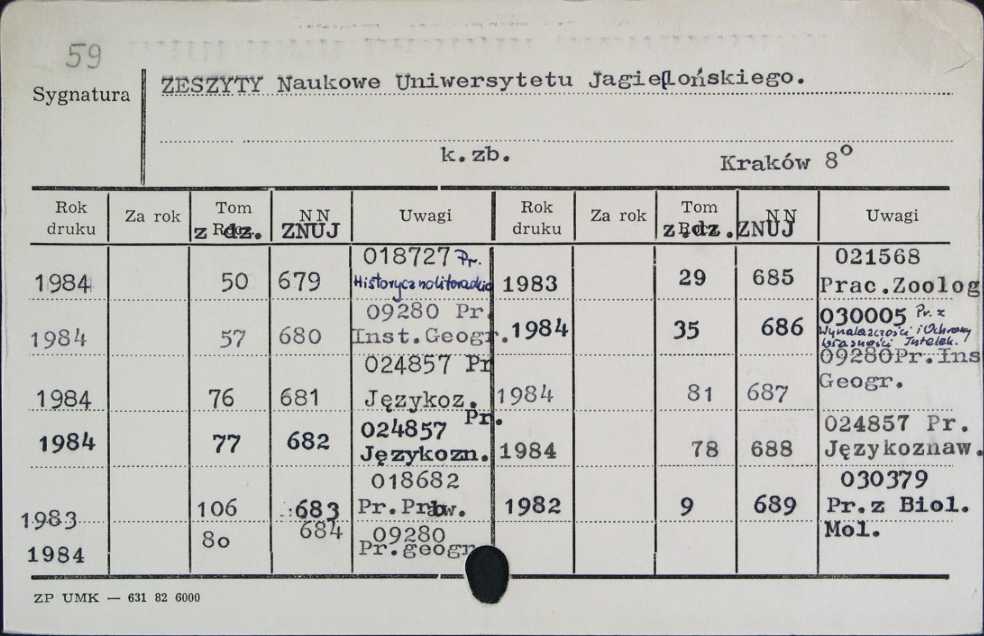 59
Sygnatura
ZESZYTY Naukowe Uniwersytetu Jagiellońskiego.
k.zb.
Kraków 8°
Rok druku Za rok Tom z dz. NN ZNUJ Uwagi Rok druku Za rok Tom z.dz. NN ZNUJ Uwagi
1984 50 679 018727 Pr. Historycznoliterackie 1983 29 685 021568 Prac.Zoolog
1984 57 680 09280 Pr. Inst.Geogr. 1984 35 686 030005 Pr. z Wynalazczości i Ochrony Własności Intelek.
1984 76 681 024857 Pr Językoz. 1984 81 687 09280Pr.Ins Geogr.
1984 77 682 024857 Pr. Językozn. 1984 78 688 024857 Pr. Językoznaw.
1983 106 683 018682 Pr. 1982 9 689 030379 Pr.z Biol. Mol.
1984 80 684 09280 Pr.geogr
ZP UMK — 631 82 6000